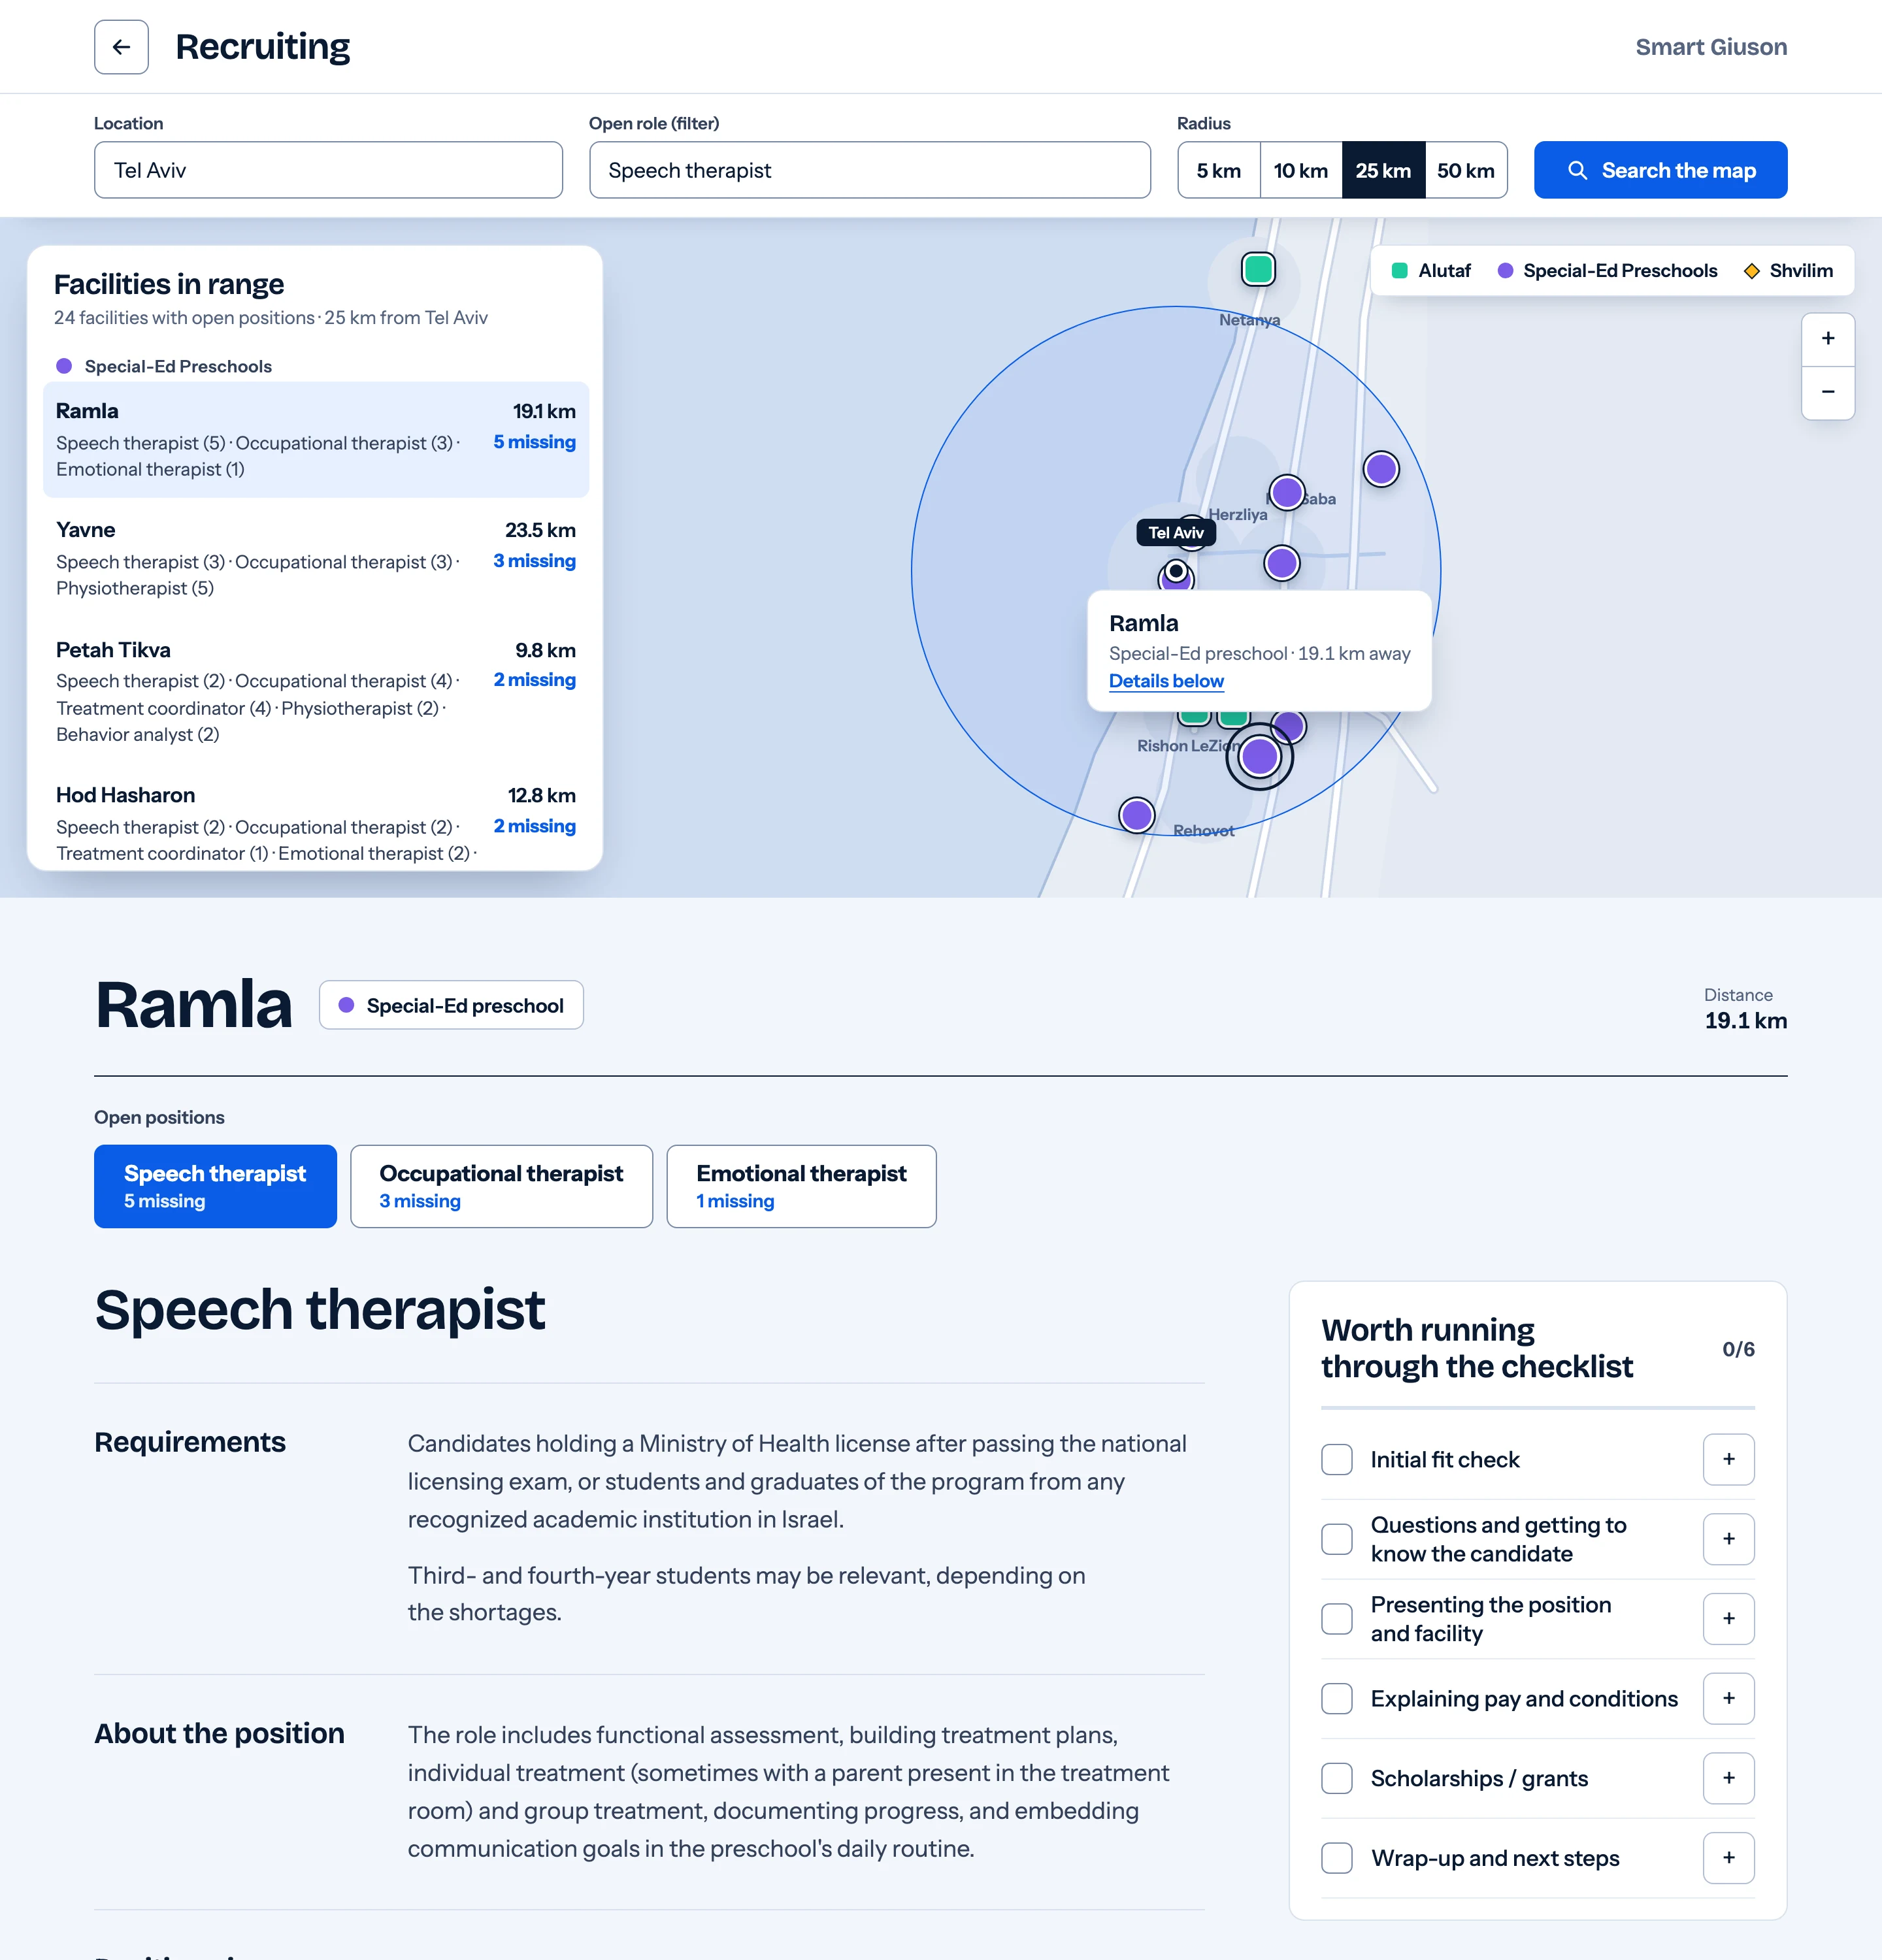 Recruiting
Smart Giuson
Location
Open role (filter)
Radius
Tel Aviv
Speech therapist
5 km
10 km
25 km
50 km
Search the map
Facilities in range
24 facilities with open positions · 25 km from Tel Aviv
Special-Ed Preschools
Ramla
19.1 km
Speech therapist (5) · Occupational therapist (3) ·
5 missing
Emotional therapist (1)
Yavne
23.5 km
Speech therapist (3) · Occupational therapist (3) ·
3 missing
Physiotherapist (5)
Petah Tikva
9.8 km
Speech therapist (2) · Occupational therapist (4) ·
2 missing
Treatment coordinator (4) · Physiotherapist (2) ·
Behavior analyst (2)
Hod Hasharon
12.8 km
Speech therapist (2) · Occupational therapist (2) ·
2 missing
Treatment coordinator (1) · Emotional therapist (2) ·
Alutaf
Special-Ed Preschools
Shvilim
+
−
Netanya
Saba
Herzliya
Tel Aviv
Ramla
Special-Ed preschool · 19.1 km away
Details below
Rishon LeZion
Rehovot
Ramla
Special-Ed preschool
Distance
19.1 km
Open positions
Speech therapist
5 missing
Occupational therapist
3 missing
Emotional therapist
1 missing
Speech therapist
Requirements
Candidates holding a Ministry of Health license after passing the national
licensing exam, or students and graduates of the program from any
recognized academic institution in Israel.
Third- and fourth-year students may be relevant, depending on
the shortages.
About the position
The role includes functional assessment, building treatment plans,
individual treatment (sometimes with a parent present in the treatment
room) and group treatment, documenting progress, and embedding
communication goals in the preschool's daily routine.
Worth running
through the checklist
0/6
Initial fit check
+
Questions and getting to
know the candidate
+
Presenting the position
and facility
+
Explaining pay and conditions
+
Scholarships / grants
+
Wrap-up and next steps
+